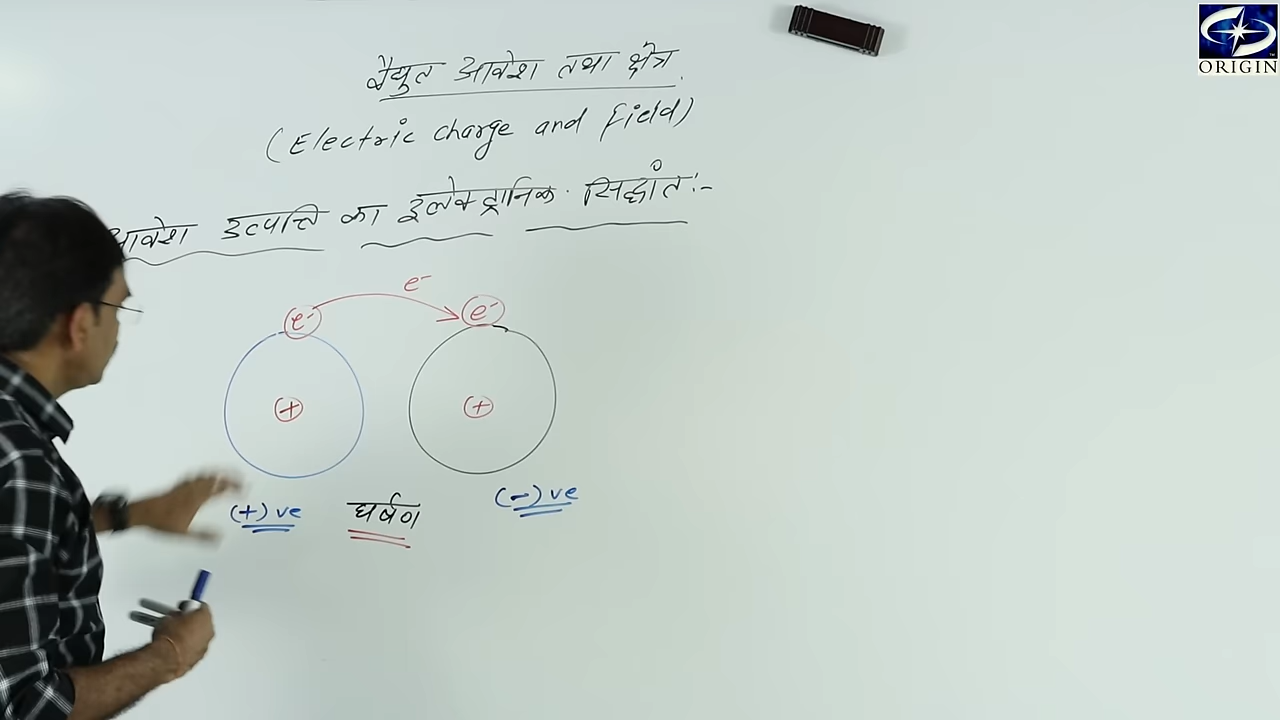 वैद्युत आवेश तथा क्षेत्र.
(Electric charge and field)
आवेश उत्पत्ति का इलेक्ट्रानिक सिद्धांत :-
e⁻
e⁻ e⁻
+ +
(+)ve घर्षण (-)ve
ORIGIN